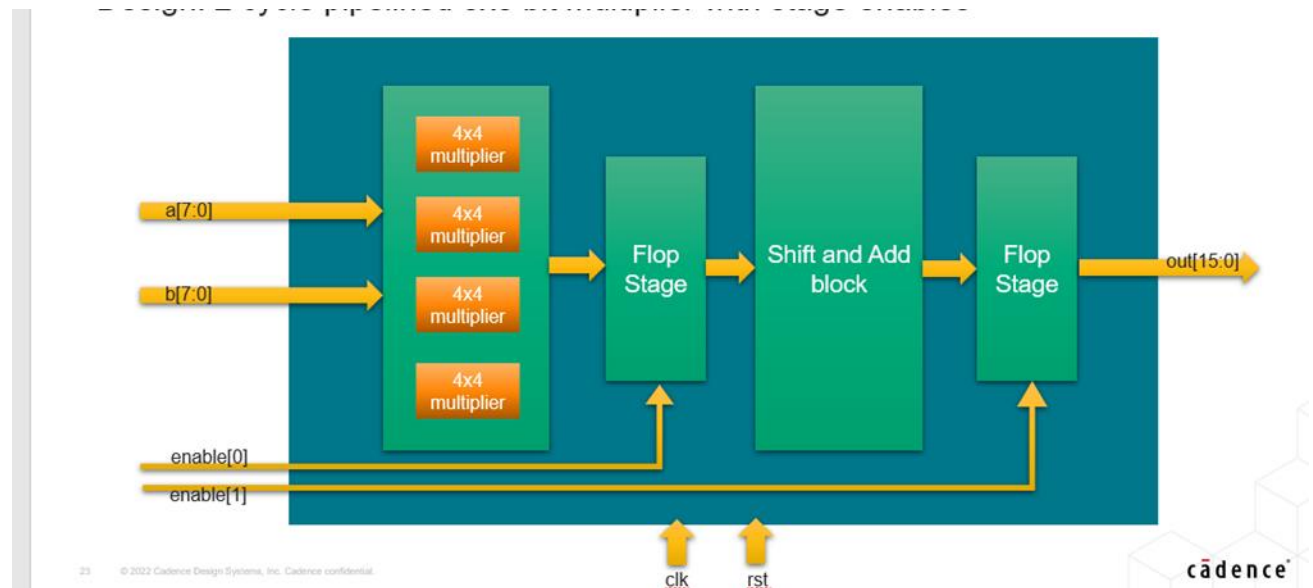 4x4
multiplier
4x4
multiplier
4x4
multiplier
4x4
multiplier
a[7:0]
b[7:0]
Flop
Stage
Shift and Add
block
Flop
Stage
out[15:0]
enable[0]
enable[1]
clk
rst
23 © 2022 Cadence Design Systems, Inc. Cadence confidential.
cādence